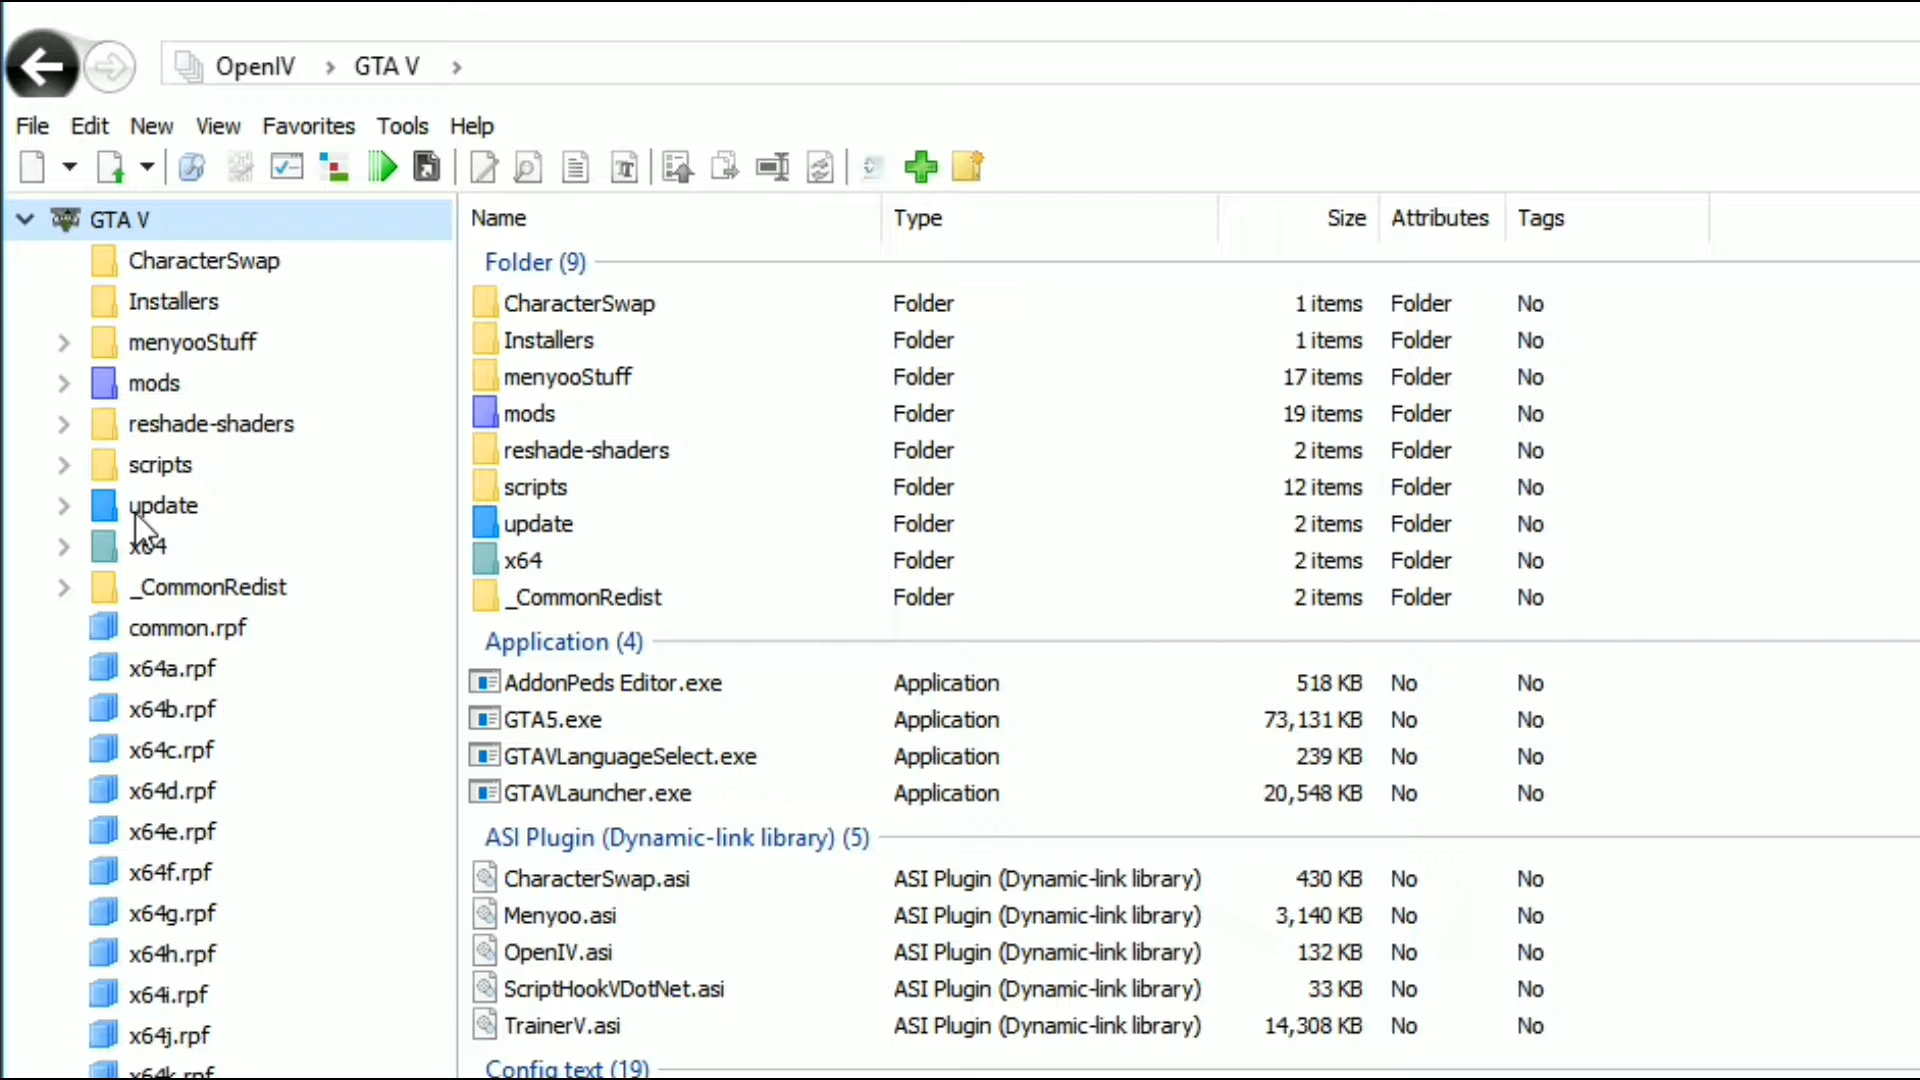 OpenIV > GTA V >
File Edit New View Favorites Tools Help
GTA V
CharacterSwap
Installers
menyooStuff
mods
reshade-shaders
scripts
update
x64
_CommonRedist
common.rpf
x64a.rpf
x64b.rpf
x64c.rpf
x64d.rpf
x64e.rpf
x64f.rpf
x64g.rpf
x64h.rpf
x64i.rpf
x64j.rpf
x64k.rpf
Name Type Size Attributes Tags
Folder (9)
CharacterSwap Folder 1 items Folder No
Installers Folder 1 items Folder No
menyooStuff Folder 17 items Folder No
mods Folder 19 items Folder No
reshade-shaders Folder 2 items Folder No
scripts Folder 12 items Folder No
update Folder 2 items Folder No
x64 Folder 2 items Folder No
_CommonRedist Folder 2 items Folder No
Application (4)
AddonPeds Editor.exe Application 518 KB No No
GTA5.exe Application 73,131 KB No No
GTAVLanguageSelect.exe Application 239 KB No No
GTAVLauncher.exe Application 20,548 KB No No
ASI Plugin (Dynamic-link library) (5)
CharacterSwap.asi ASI Plugin (Dynamic-link library) 430 KB No No
Menyoo.asi ASI Plugin (Dynamic-link library) 3,140 KB No No
OpenIV.asi ASI Plugin (Dynamic-link library) 132 KB No No
ScriptHookVDotNet.asi ASI Plugin (Dynamic-link library) 33 KB No No
TrainerV.asi ASI Plugin (Dynamic-link library) 14,308 KB No No
Config text (19)